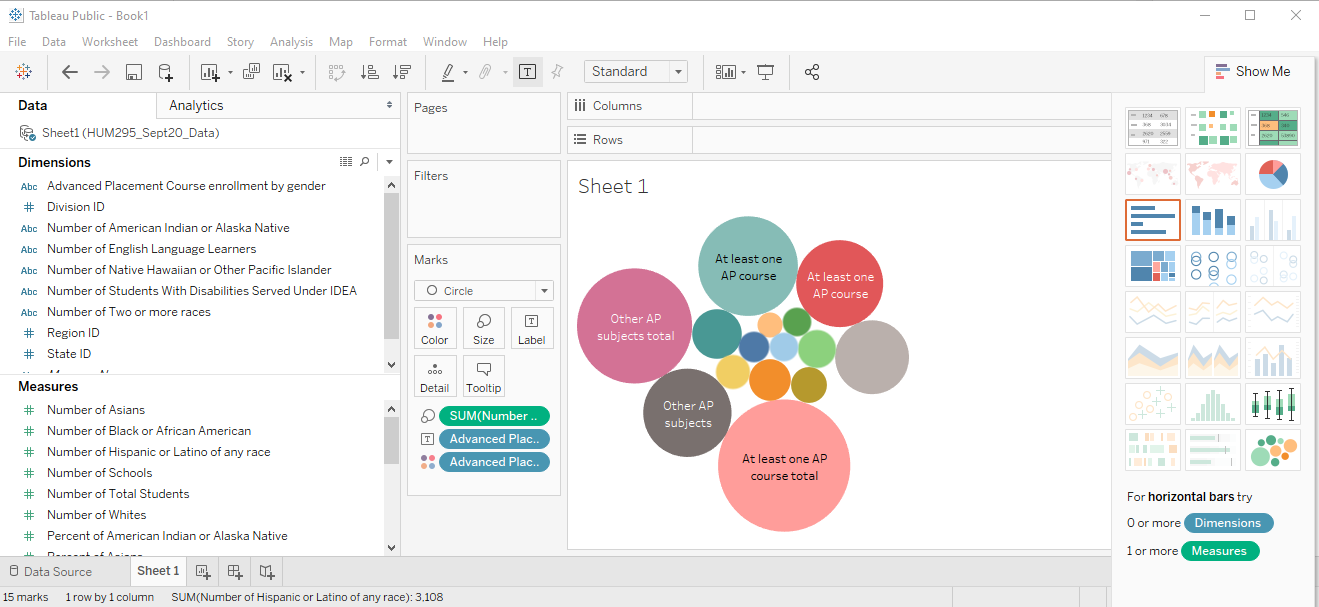 Tableau Public - Book1
File Data Worksheet Dashboard Story Analysis Map Format Window Help
Standard
Show Me
Data
Analytics
Sheet1 (HUM295_Sept20_Data)
Dimensions
Abc Advanced Placement Course enrollment by gender
# Division ID
Abc Number of American Indian or Alaska Native
Abc Number of English Language Learners
Abc Number of Native Hawaiian or Other Pacific Islander
Abc Number of Students With Disabilities Served Under IDEA
Abc Number of Two or more races
# Region ID
# State ID
Measures
# Number of Asians
# Number of Black or African American
# Number of Hispanic or Latino of any race
# Number of Schools
# Number of Total Students
# Number of Whites
# Percent of American Indian or Alaska Native
Pages
Filters
Marks
Circle
Color
Size
Label
Detail
Tooltip
SUM(Number ..
Advanced Plac..
Advanced Plac..
Columns
Rows
Sheet 1
At least one
AP course
At least one
AP course
Other AP
subjects total
Other AP
subjects
At least one AP
course total
For horizontal bars try
0 or more Dimensions
1 or more Measures
Data Source
Sheet 1
15 marks 1 row by 1 column SUM(Number of Hispanic or Latino of any race): 3,108